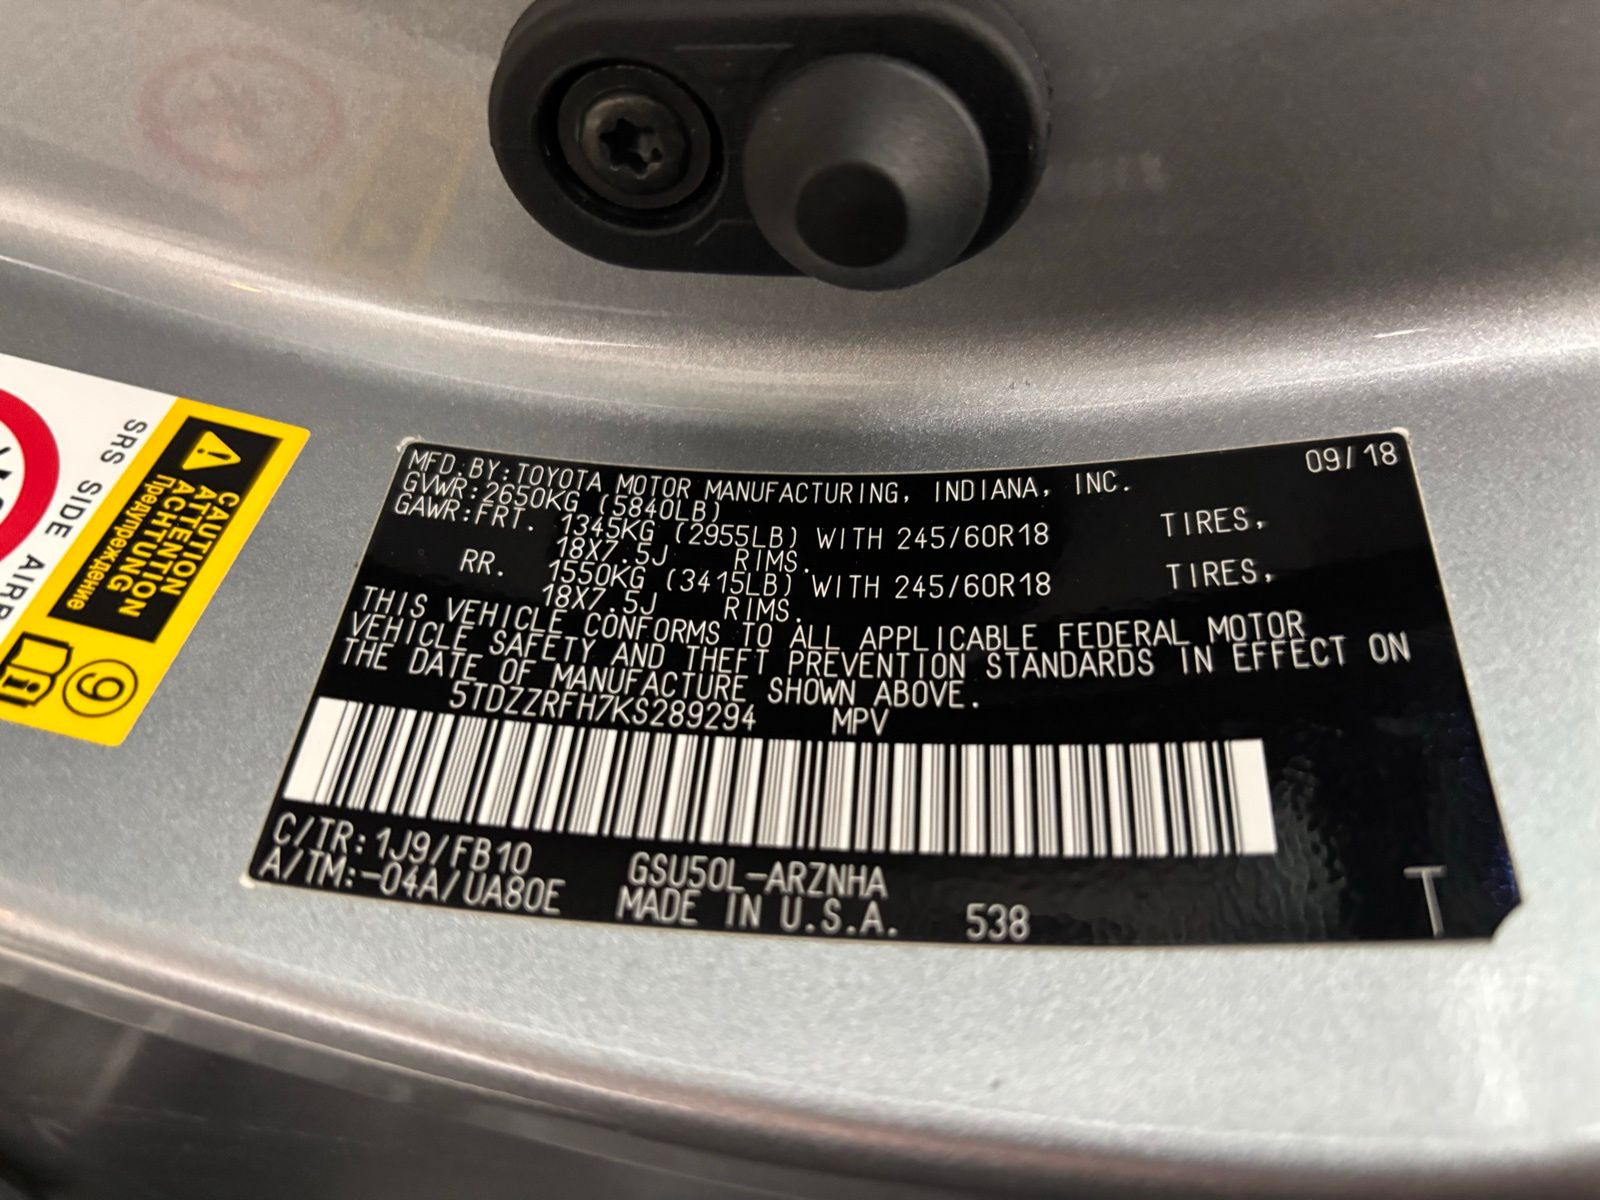 MFD.BY:TOYOTA MOTOR MANUFACTURING, INDIANA, INC. 09/18
GVWR:2650KG (5840LB)
GAWR:FRT. 1345KG (2955LB) WITH 245/60R18 TIRES,
18X7.5J RIMS.
RR. 1550KG (3415LB) WITH 245/60R18 TIRES,
18X7.5J RIMS.
THIS VEHICLE CONFORMS TO ALL APPLICABLE FEDERAL MOTOR
VEHICLE SAFETY AND THEFT PREVENTION STANDARDS IN EFFECT ON
THE DATE OF MANUFACTURE SHOWN ABOVE.
5TDZZRFH7KS289294 MPV
C/TR:1J9/FB10 GSU50L-ARZNHA
A/TM:-04A/UA80E MADE IN U.S.A. 538 T
SRS SIDE
CAUTION
ATTENTION
ACHTUNG
Предупреждение
9